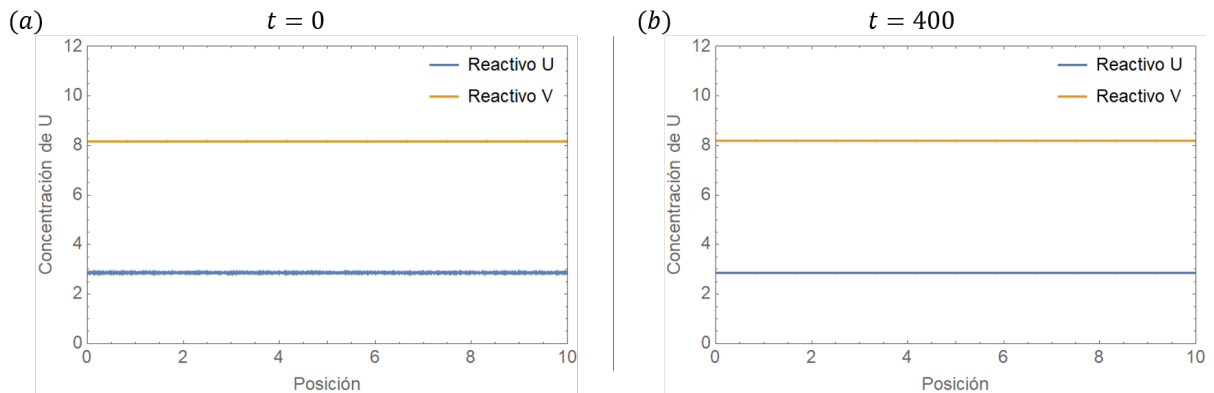 (a) t = 0
12
10
8
6
4
2
0
Concentración de U
Reactivo U
Reactivo V
0 2 4 6 8 10
Posición
(b) t = 400
12
10
8
6
4
2
0
Concentración de U
Reactivo U
Reactivo V
0 2 4 6 8 10
Posición